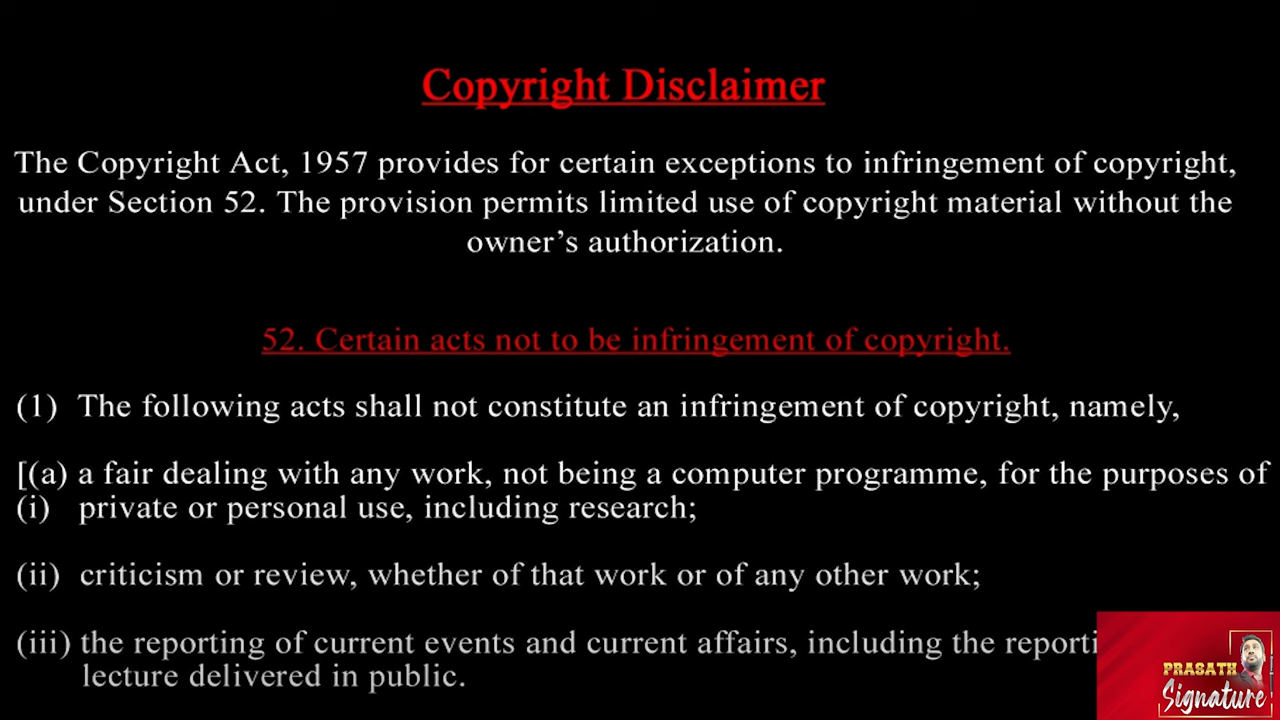 Copyright Disclaimer
The Copyright Act, 1957 provides for certain exceptions to infringement of copyright,
under Section 52. The provision permits limited use of copyright material without the
owner's authorization.
52. Certain acts not to be infringement of copyright.
(1) The following acts shall not constitute an infringement of copyright, namely,
[(a) a fair dealing with any work, not being a computer programme, for the purposes of
(i) private or personal use, including research;
(ii) criticism or review, whether of that work or of any other work;
(iii) the reporting of current events and current affairs, including the
lecture delivered in public.
PRASATH
Signature